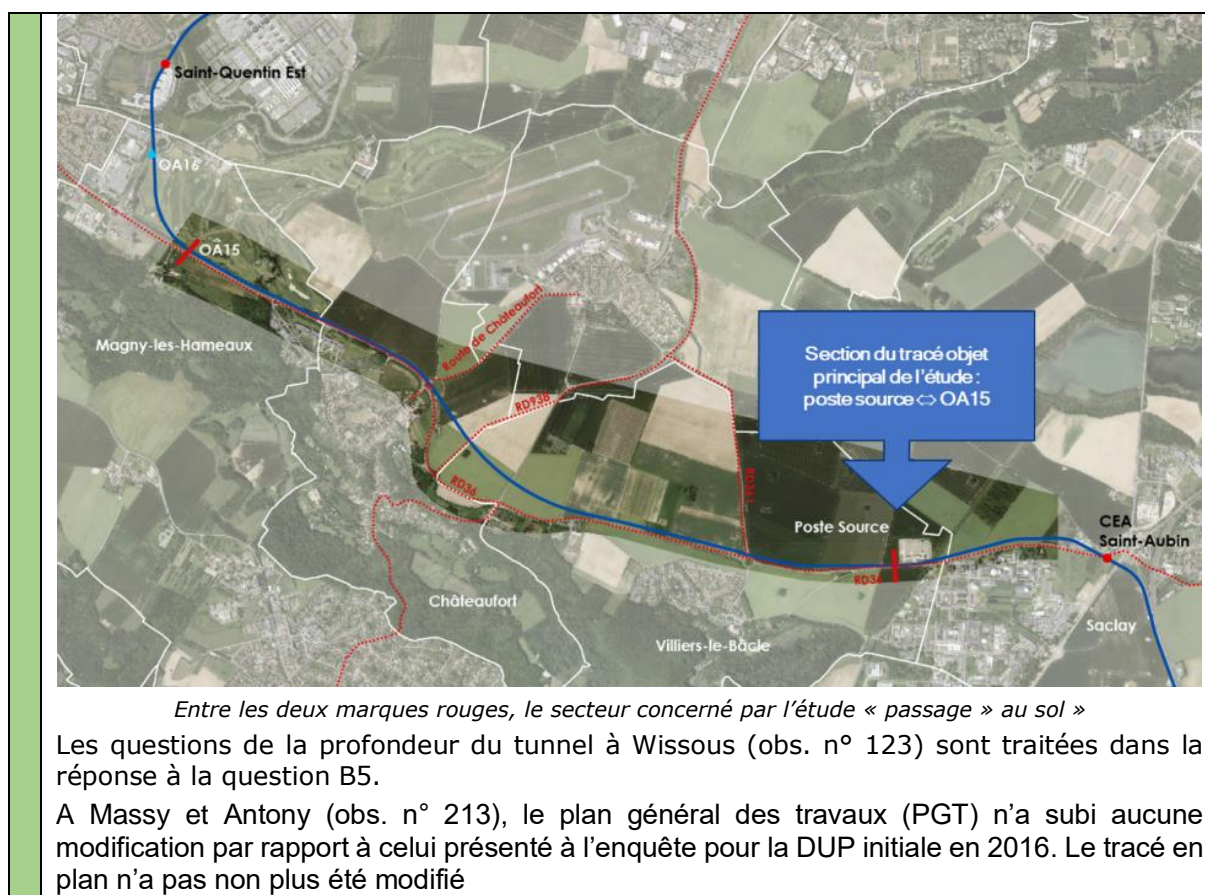 Saint-Quentin Est
OA16
OA15
Magny-les-Hameaux
Route de Châteaufort
RD938
RD36
Section du tracé objet
principal de l'étude :
poste source ⇔ OA15
Poste Source
CEA
Saint-Aubin
RD36
Châteaufort
Villiers-le-Bâcle
Saclay
Entre les deux marques rouges, le secteur concerné par l'étude « passage » au sol »
Les questions de la profondeur du tunnel à Wissous (obs. n° 123) sont traitées dans la
réponse à la question B5.
A Massy et Antony (obs. n° 213), le plan général des travaux (PGT) n'a subi aucune
modification par rapport à celui présenté à l'enquête pour la DUP initiale en 2016. Le tracé en
plan n'a pas non plus été modifié